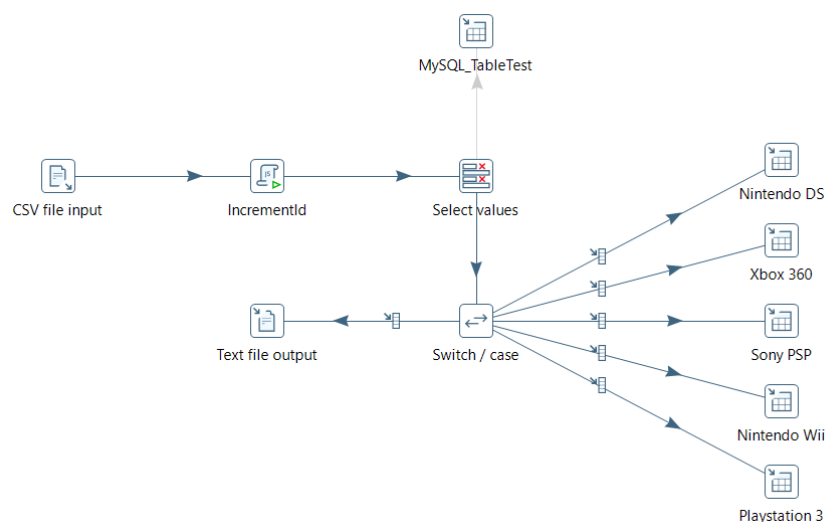 MySQL_TableTest
CSV file input
IncrementId
Select values
Nintendo DS
Xbox 360
Text file output
Switch / case
Sony PSP
Nintendo Wii
Playstation 3